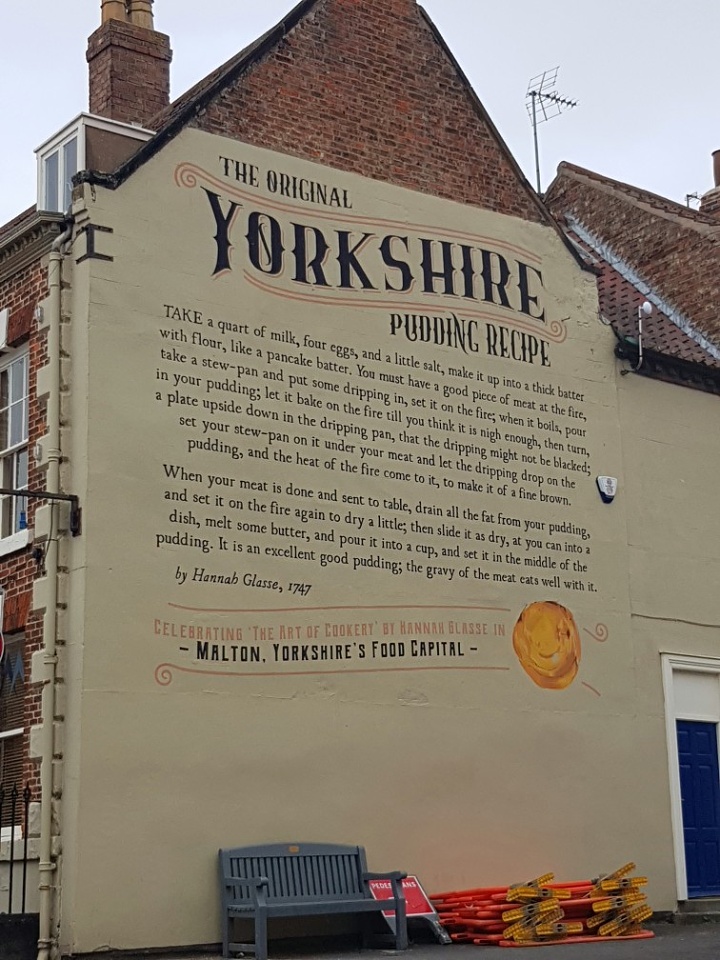 THE ORIGINAL
YORKSHIRE
PUDDING RECIPE
TAKE a quart of milk, four eggs, and a little salt, make it up into a thick batter
with flour, like a pancake batter. You must have a good piece of meat at the fire,
take a stew-pan and put some dripping in, set it on the fire; when it boils, pour
in your pudding; let it bake on the fire till you think it is nigh enough, then turn,
a plate upside down in the dripping pan, that the dripping might not be blacked;
set your stew-pan on it under your meat and let the dripping drop on the
pudding, and the heat of the fire come to it, to make it of a fine brown.
When your meat is done and sent to table, drain all the fat from your pudding,
and set it on the fire again to dry a little; then slide it as dry, at you can into a
dish, melt some butter, and pour it into a cup, and set it in the middle of the
pudding. It is an excellent good pudding; the gravy of the meat eats well with it.
by Hannah Glasse, 1747
CELEBRATING 'THE ART OF COOKERY' BY HANNAH GLASSE IN
- MALTON, YORKSHIRE'S FOOD CAPITAL -